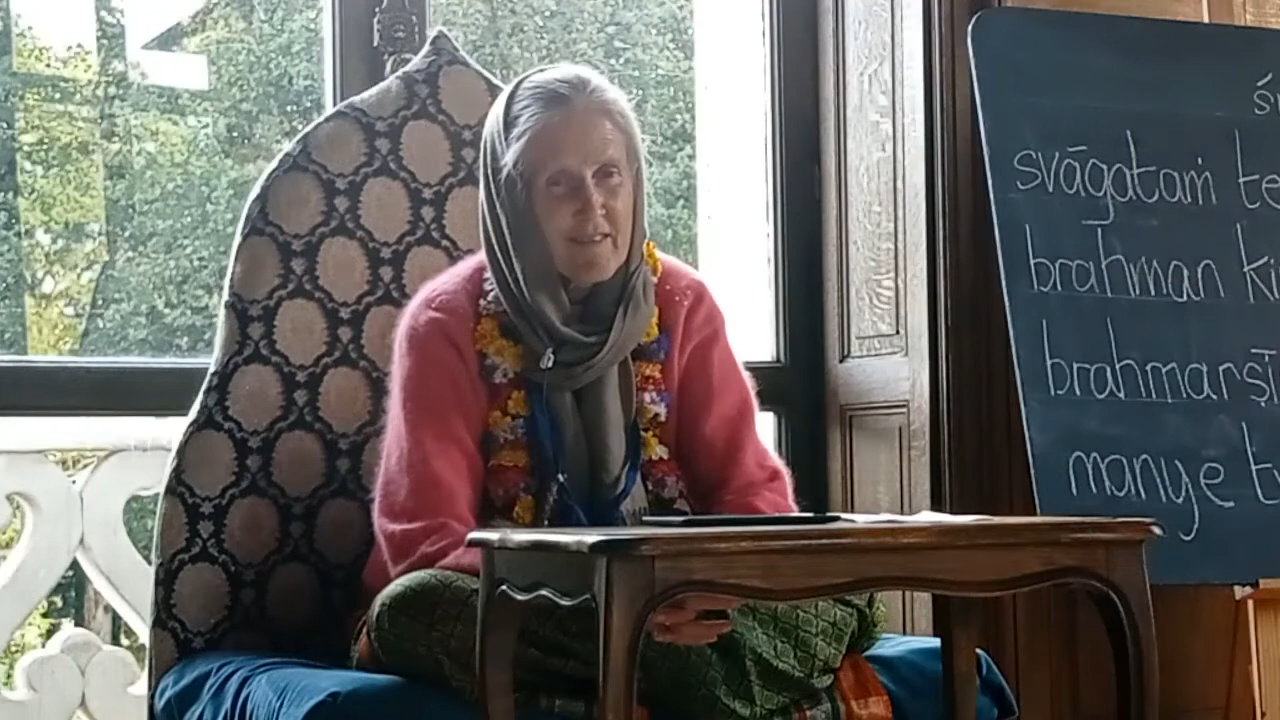 svāgataṁ te
brahman ki
brahmarṣī
manye t